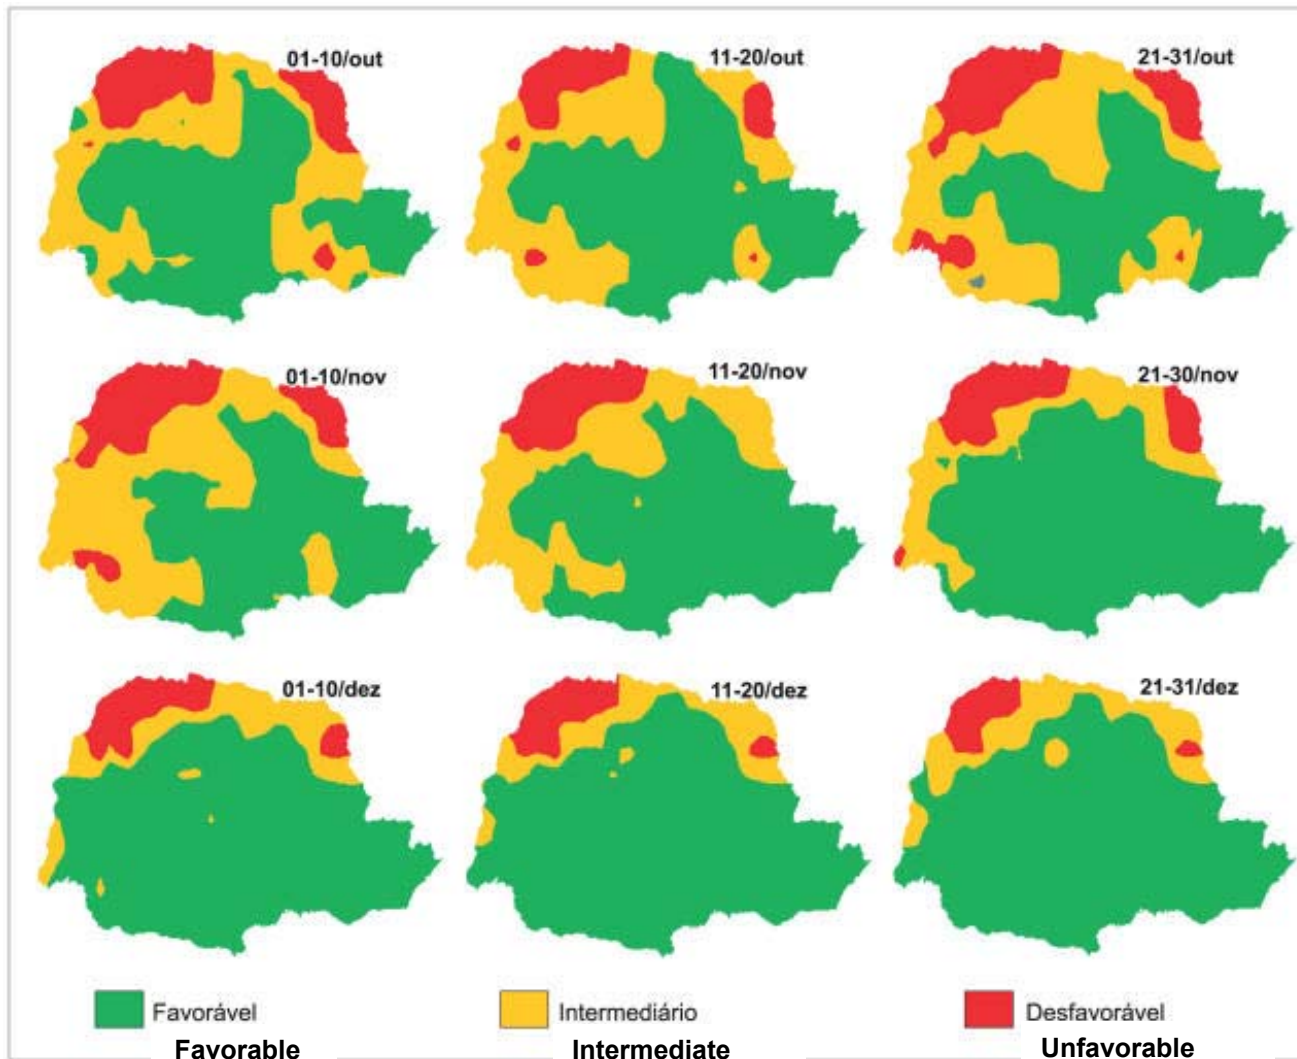 01-10/out
11-20/out
21-31/out
01-10/nov
11-20/nov
21-30/nov
01-10/dez
11-20/dez
21-31/dez
Favorável
Intermediário
Desfavorável
Favorable
Intermediate
Unfavorable